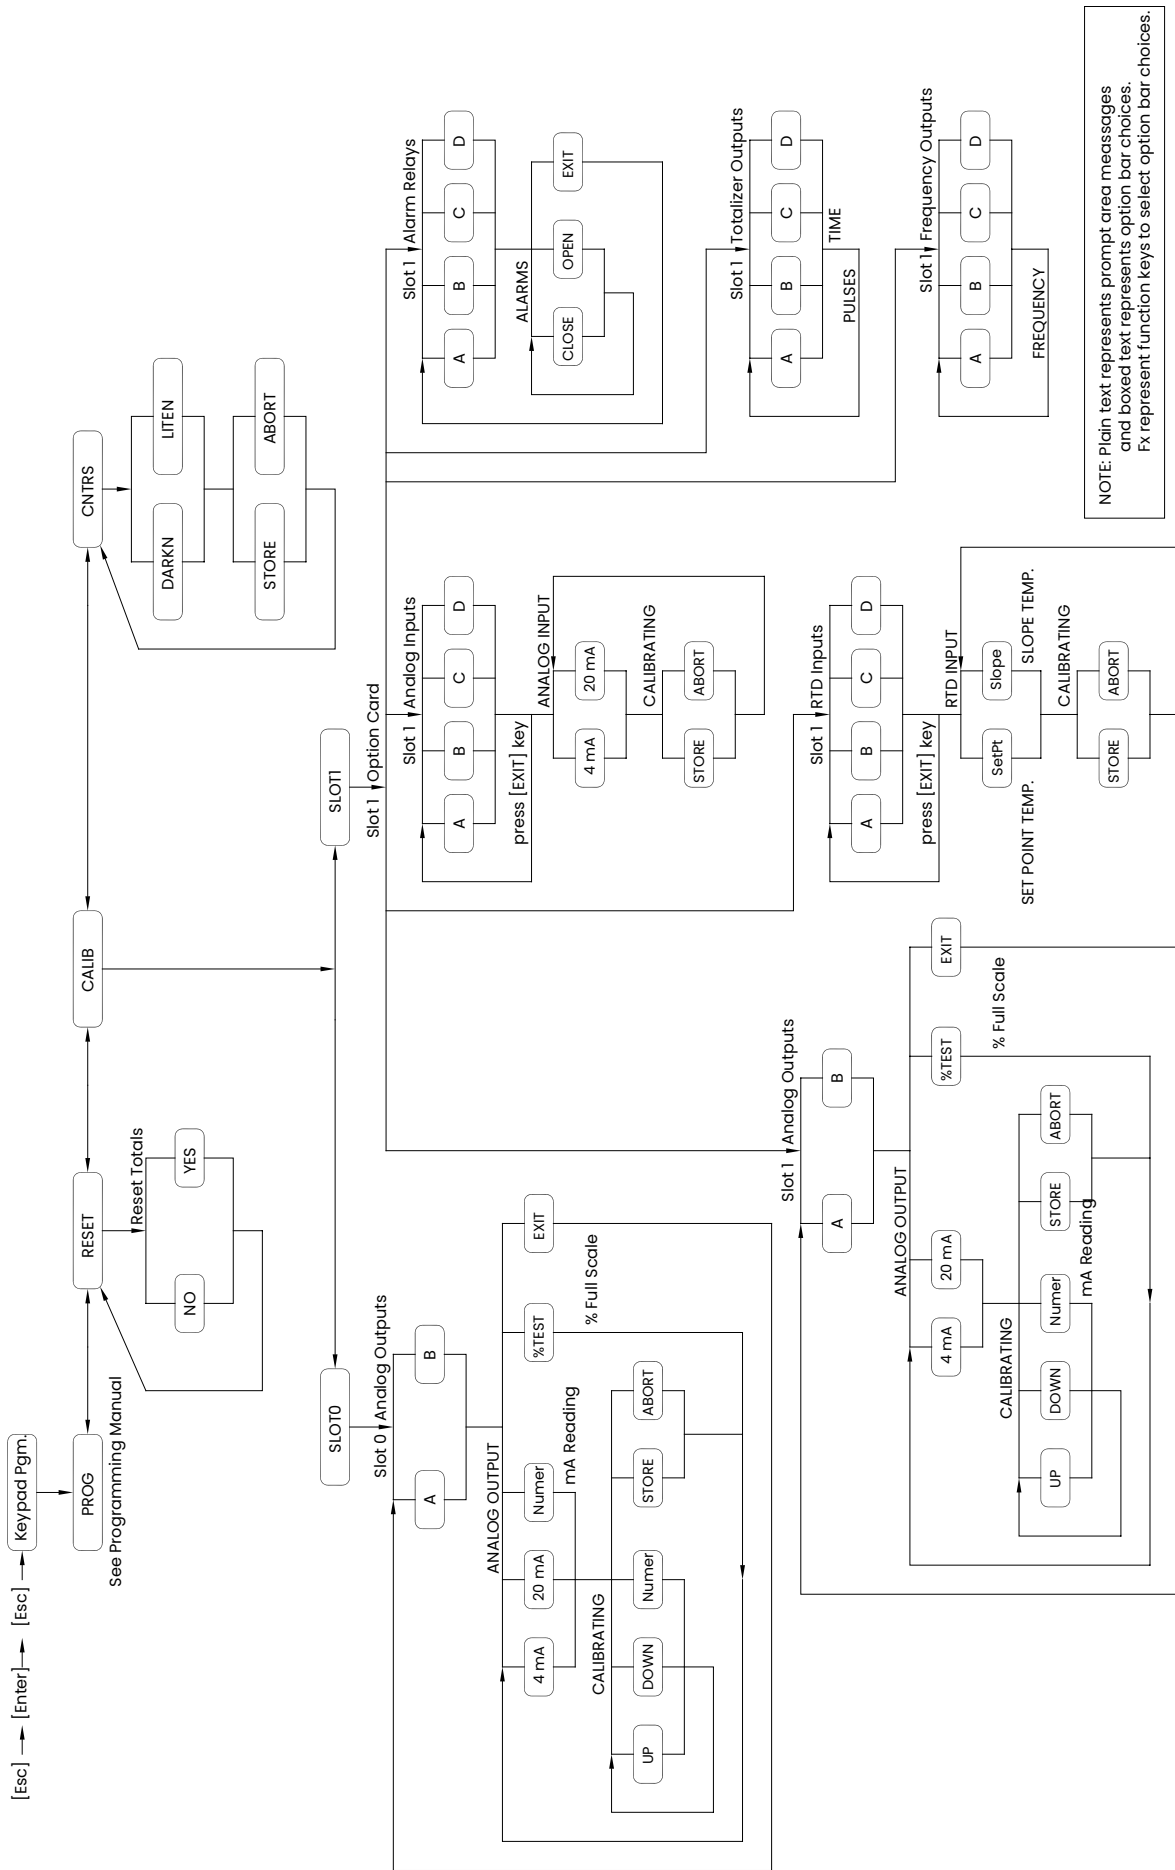 [Esc]
[Enter]
[Esc]
Keypad Pgm.
PROG
RESET
CALIB
CNTRS
See Programming Manual
Reset Totals
NO
YES
DARKN
LITEN
STORE
ABORT
SLOT0
SLOT1
Slot 0 Analog Outputs
A
B
ANALOG OUTPUT
4 mA
20 mA
Numer
%TEST
EXIT
mA Reading
% Full Scale
CALIBRATING
UP
DOWN
Numer
STORE
ABORT
Slot 1 Option Card
Slot 1 Analog Outputs
A
B
ANALOG OUTPUT
4 mA
20 mA
%TEST
EXIT
% Full Scale
CALIBRATING
UP
DOWN
Numer
STORE
ABORT
mA Reading
Slot 1 Analog Inputs
A
B
C
D
press [EXIT] key
ANALOG INPUT
4 mA
20 mA
CALIBRATING
STORE
ABORT
Slot 1 RTD Inputs
A
B
C
D
press [EXIT] key
RTD INPUT
SetPt
Slope
SET POINT TEMP.
SLOPE TEMP.
CALIBRATING
STORE
ABORT
Slot 1 Alarm Relays
A
B
C
D
ALARMS
CLOSE
OPEN
EXIT
Slot 1 Totalizer Outputs
A
B
C
D
PULSES
TIME
Slot 1 Frequency Outputs
A
B
C
D
FREQUENCY
NOTE: Plain text represents prompt area meassages
and boxed text represents option bar choices.
Fx represent function keys to select option bar choices.